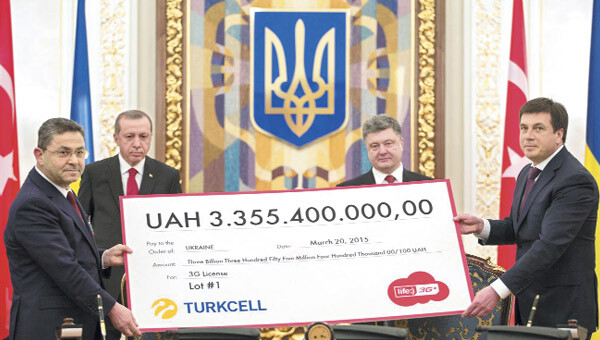 UAH 3.355.400.000,00
Pay to the Order of: UKRAINE Date: March 20, 2015
Amount: Three Billion Three Hundred Fifty Five Million Four Hundred Thousand 00/100 UAH
For: 3G License
Lot #1
TURKCELL
life:) 3G+